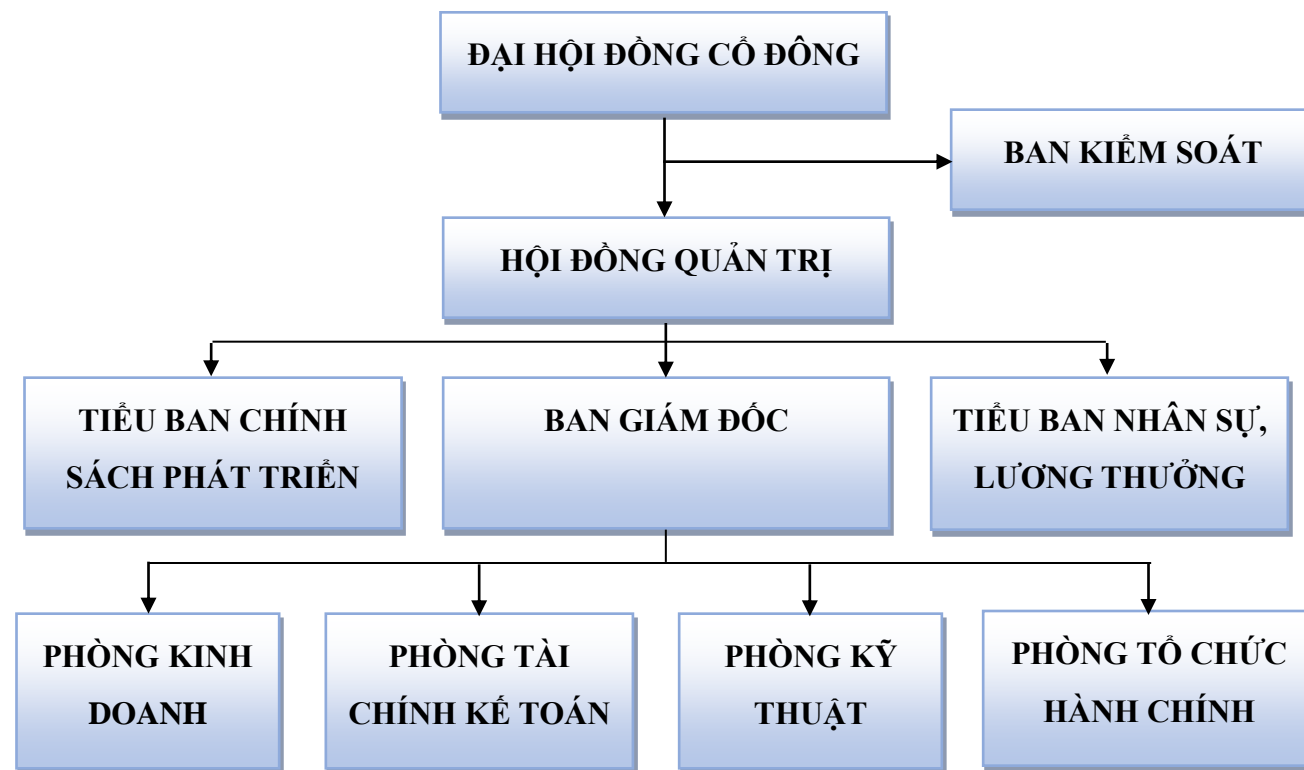 ĐẠI HỘI ĐỒNG CỔ ĐÔNG
BAN KIỂM SOÁT
HỘI ĐỒNG QUẢN TRỊ
TIỂU BAN CHÍNH
SÁCH PHÁT TRIỂN
BAN GIÁM ĐỐC
TIỂU BAN NHÂN SỰ,
LƯƠNG THƯỞNG
PHÒNG KINH
DOANH
PHÒNG TÀI
CHÍNH KẾ TOÁN
PHÒNG KỸ
THUẬT
PHÒNG TỔ CHỨC
HÀNH CHÍNH